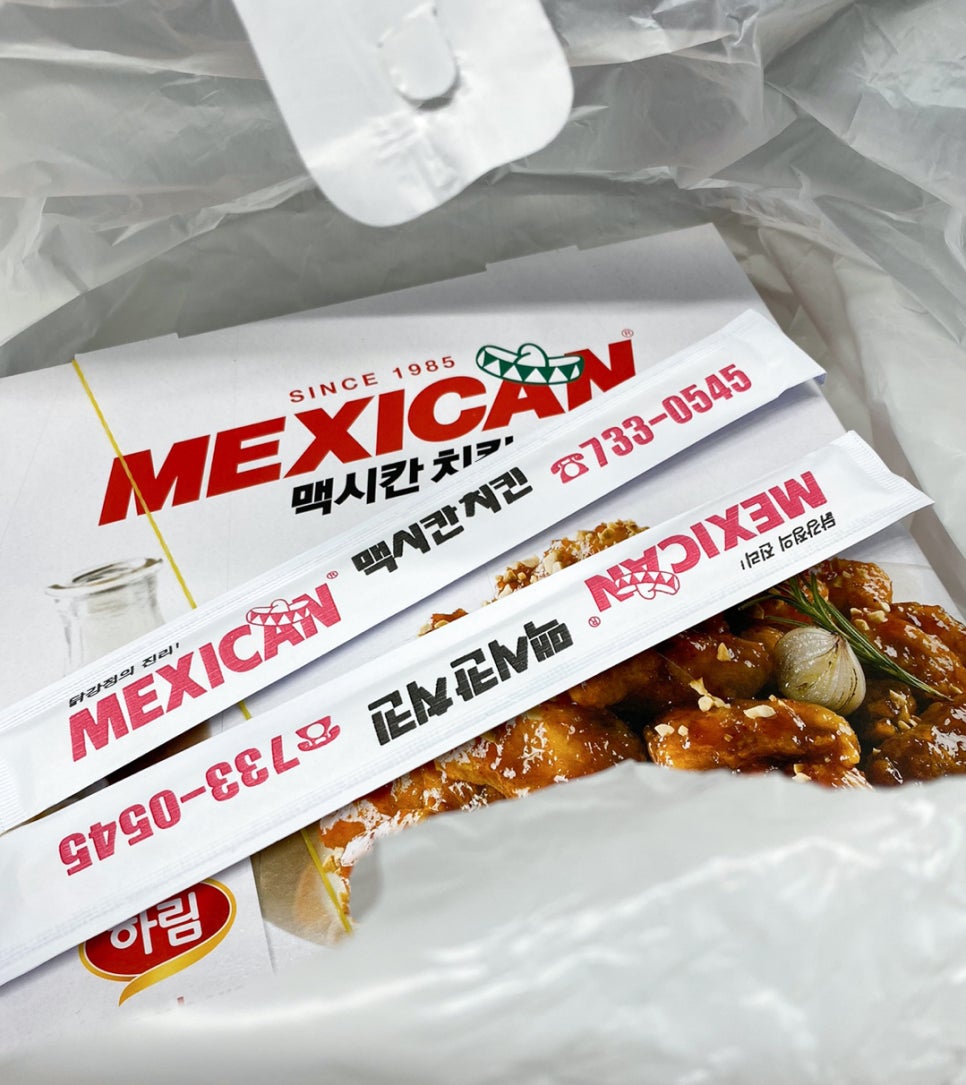 SINCE 1985
MEXICAN®
맥시칸 치킨
닭강정의 진리!
MEXICAN®
맥시칸치킨
☎733-0545
닭강정의 진리!
MEXICAN®
맥시칸치킨
☎733-0545
하림